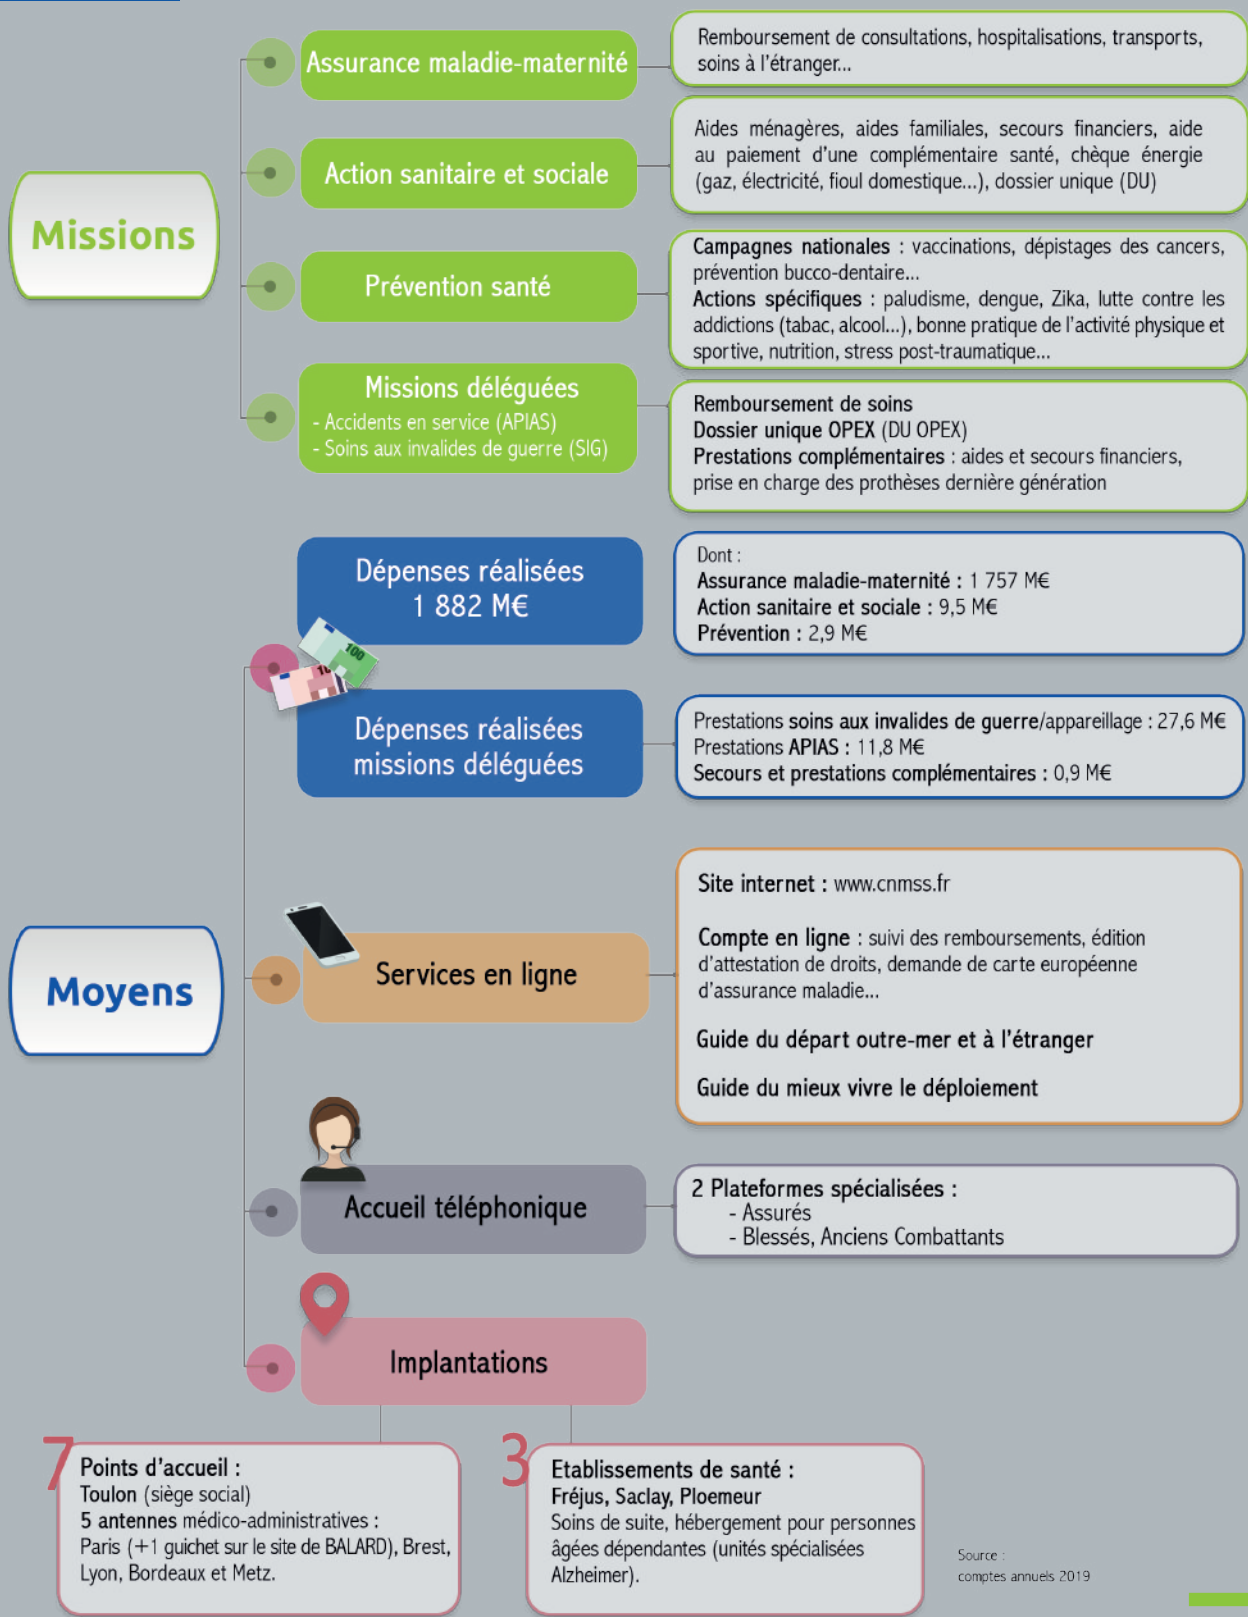 Missions
Assurance maladie-maternité
Remboursement de consultations, hospitalisations, transports,
soins à l'étranger...
Action sanitaire et sociale
Aides ménagères, aides familiales, secours financiers, aide
au paiement d'une complémentaire santé, chèque énergie
(gaz, électricité, fioul domestique...), dossier unique (DU)
Prévention santé
Campagnes nationales : vaccinations, dépistages des cancers,
prévention bucco-dentaire...
Actions spécifiques : paludisme, dengue, Zika, lutte contre les
addictions (tabac, alcool...), bonne pratique de l'activité physique et
sportive, nutrition, stress post-traumatique...
Missions déléguées
- Accidents en service (APIAS)
- Soins aux invalides de guerre (SIG)
Remboursement de soins
Dossier unique OPEX (DU OPEX)
Prestations complémentaires : aides et secours financiers,
prise en charge des prothèses dernière génération
Moyens
Dépenses réalisées
1 882 M€
Dont :
Assurance maladie-maternité : 1 757 M€
Action sanitaire et sociale : 9,5 M€
Prévention : 2,9 M€
100
10
Dépenses réalisées
missions déléguées
Prestations soins aux invalides de guerre/appareillage : 27,6 M€
Prestations APIAS : 11,8 M€
Secours et prestations complémentaires : 0,9 M€
Services en ligne
Site internet : www.cnmss.fr
Compte en ligne : suivi des remboursements, édition
d'attestation de droits, demande de carte européenne
d'assurance maladie...
Guide du départ outre-mer et à l'étranger
Guide du mieux vivre le déploiement
Accueil téléphonique
2 Plateformes spécialisées :
- Assurés
- Blessés, Anciens Combattants
Implantations
7
Points d'accueil :
Toulon (siège social)
5 antennes médico-administratives :
Paris (+1 guichet sur le site de BALARD), Brest,
Lyon, Bordeaux et Metz.
3
Etablissements de santé :
Fréjus, Saclay, Ploemeur
Soins de suite, hébergement pour personnes
âgées dépendantes (unités spécialisées
Alzheimer).
Source :
comptes annuels 2019